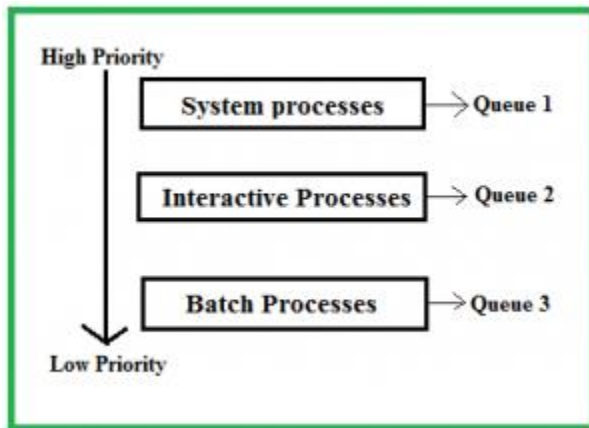 High Priority
System processes
Queue 1
Interactive Processes
Queue 2
Batch Processes
Queue 3
Low Priority